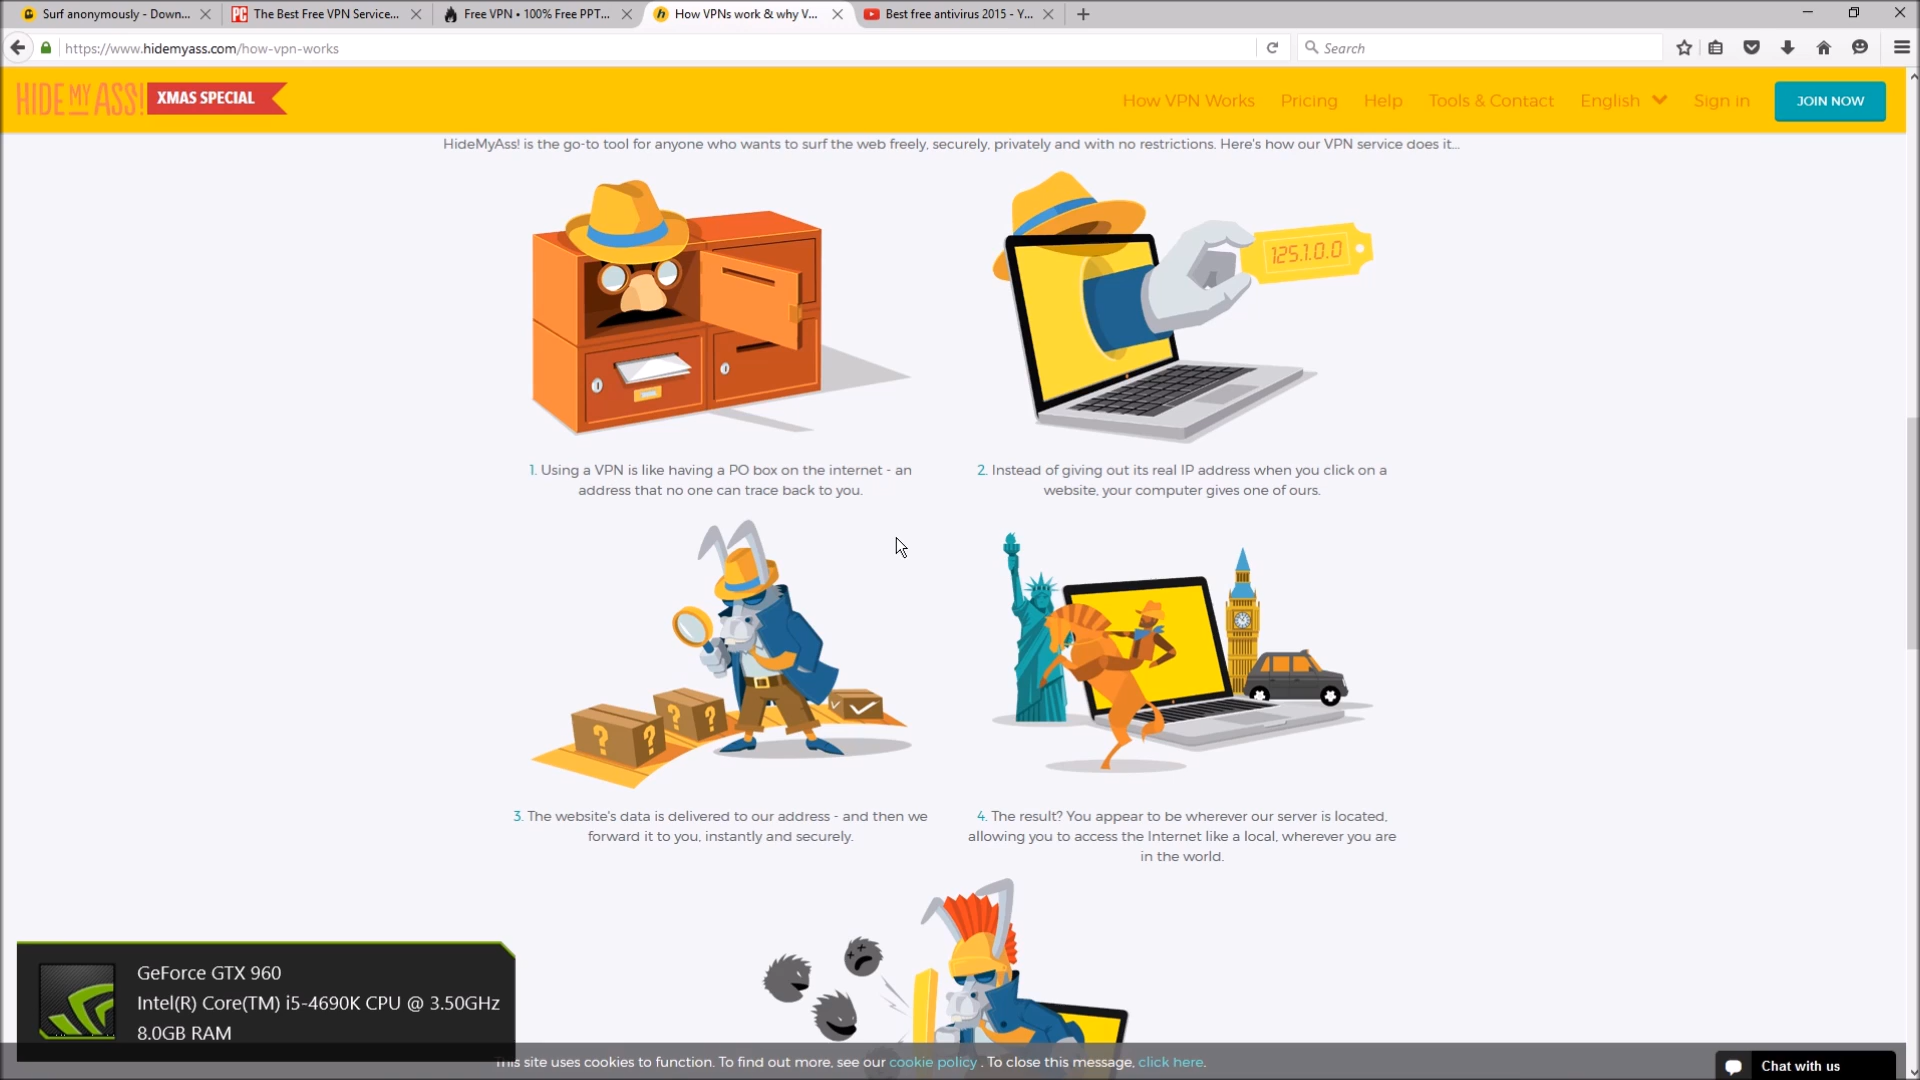 Surf anonymously - Down...
The Best Free VPN Service...
Free VPN • 100% Free PPT...
How VPNs work & why V...
Best free antivirus 2015 - Y...
https://www.hidemyass.com/how-vpn-works
Search
HIDE MY ASS!
XMAS SPECIAL
How VPN Works
Pricing
Help
Tools & Contact
English
Sign in
JOIN NOW
HideMyAss! is the go-to tool for anyone who wants to surf the web freely, securely, privately and with no restrictions. Here's how our VPN service does it...
125.1.0.0
1. Using a VPN is like having a PO box on the internet - an
address that no one can trace back to you.
2. Instead of giving out its real IP address when you click on a
website, your computer gives one of ours.
? ? ? ?
3. The website's data is delivered to our address - and then we
forward it to you, instantly and securely.
4. The result? You appear to be wherever our server is located,
allowing you to access the Internet like a local, wherever you are
in the world.
GeForce GTX 960
Intel(R) Core(TM) i5-4690K CPU @ 3.50GHz
8.0GB RAM
This site uses cookies to function. To find out more, see our cookie policy . To close this message, click here.
Chat with us